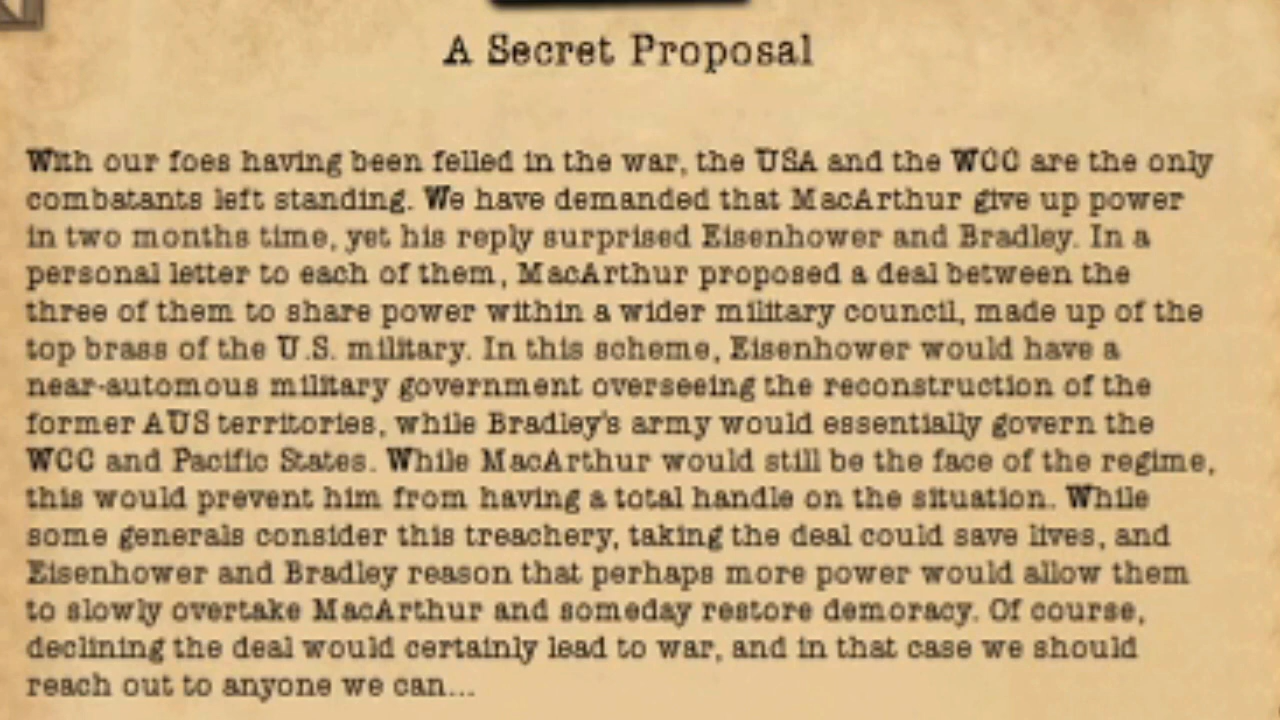 A Secret Proposal
With our foes having been felled in the war, the USA and the WCC are the only
combatants left standing. We have demanded that MacArthur give up power
in two months time, yet his reply surprised Eisenhower and Bradley. In a
personal letter to each of them, MacArthur proposed a deal between the
three of them to share power within a wider military council, made up of the
top brass of the U.S. military. In this scheme, Eisenhower would have a
near-automous military government overseeing the reconstruction of the
former AUS territories, while Bradley's army would essentially govern the
WCC and Pacific States. While MacArthur would still be the face of the regime,
this would prevent him from having a total handle on the situation. While
some generals consider this treachery, taking the deal could save lives, and
Eisenhower and Bradley reason that perhaps more power would allow them
to slowly overtake MacArthur and someday restore demoracy. Of course,
declining the deal would certainly lead to war, and in that case we should
reach out to anyone we can...